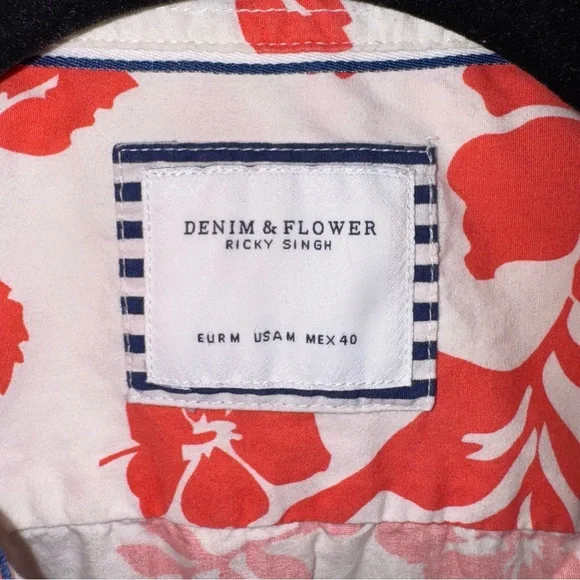 DENIM & FLOWER
RICKY SINGH
EUR M USA M MEX 40